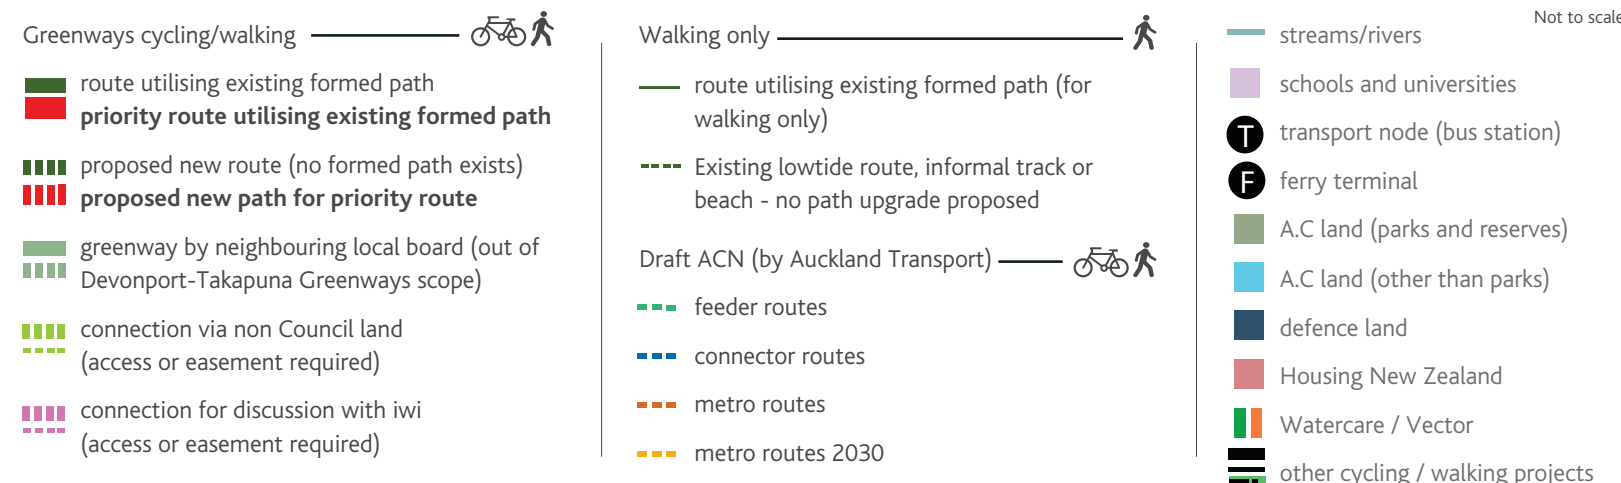 Greenways cycling/walking
route utilising existing formed path
priority route utilising existing formed path
proposed new route (no formed path exists)
proposed new path for priority route
greenway by neighbouring local board (out of
Devonport-Takapuna Greenways scope)
connection via non Council land
(access or easement required)
connection for discussion with iwi
(access or easement required)
Walking only
route utilising existing formed path (for
walking only)
Existing lowtide route, informal track or
beach - no path upgrade proposed
Draft ACN (by Auckland Transport)
feeder routes
connector routes
metro routes
metro routes 2030
Not to scale
streams/rivers
schools and universities
T transport node (bus station)
F ferry terminal
A.C land (parks and reserves)
A.C land (other than parks)
defence land
Housing New Zealand
Watercare / Vector
other cycling / walking projects